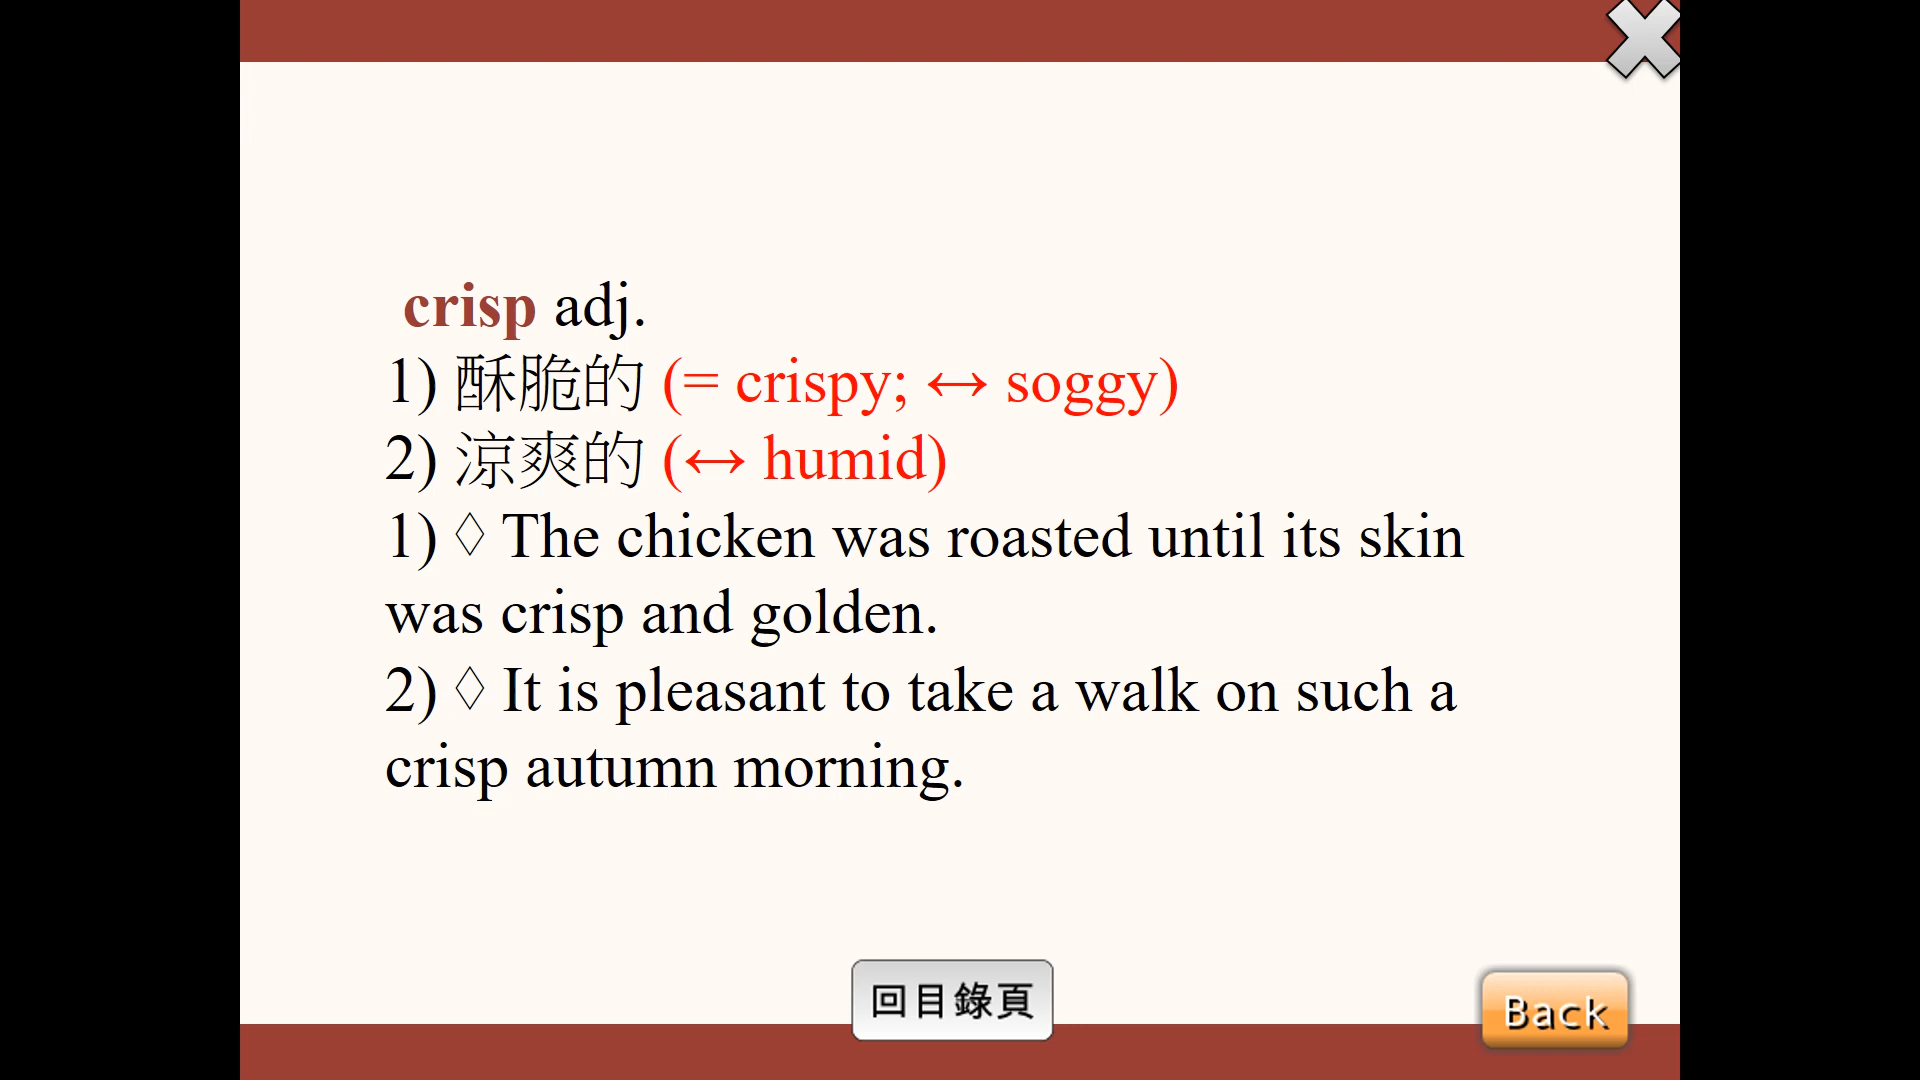 crisp adj.
1) 酥脆的 (= crispy; ↔ soggy)
2) 涼爽的 (↔ humid)
1) ◊ The chicken was roasted until its skin
was crisp and golden.
2) ◊ It is pleasant to take a walk on such a
crisp autumn morning.
回目錄頁
Back